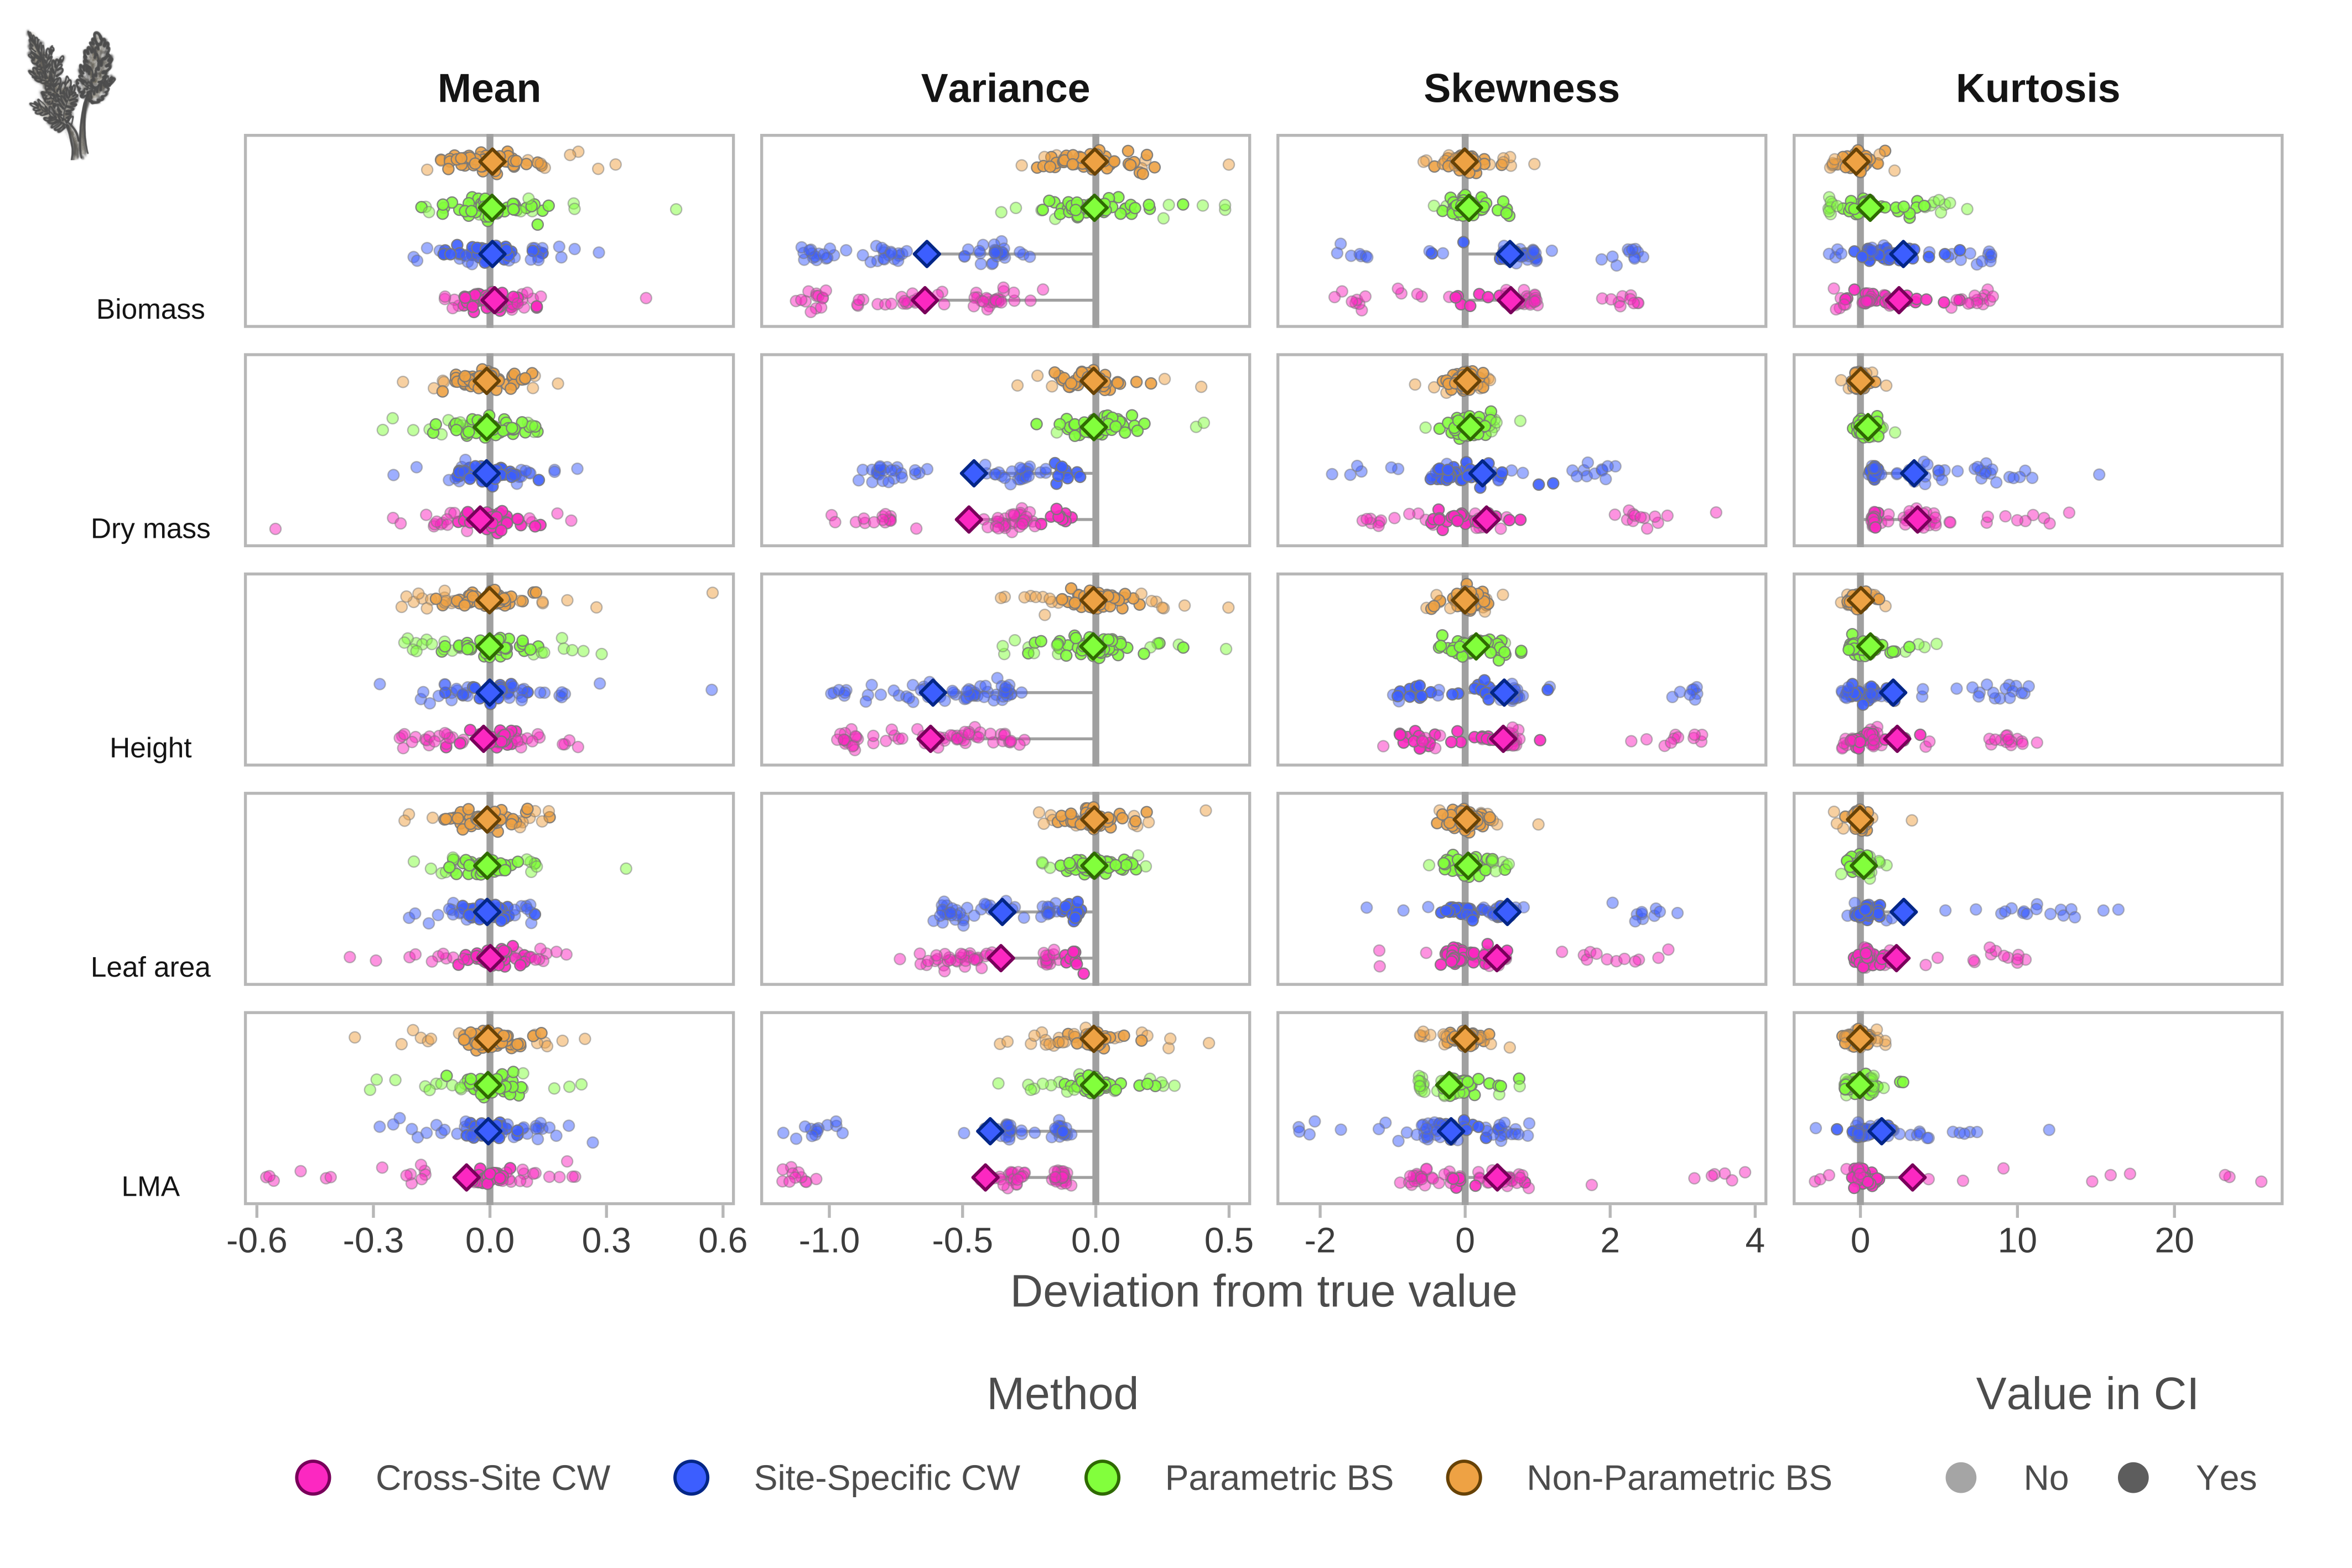 Mean Variance Skewness Kurtosis
Biomass
Dry mass
Height
Leaf area
LMA
-0.6 -0.3 0.0 0.3 0.6 -1.0 -0.5 0.0 0.5 -2 0 2 4 0 10 20
Deviation from true value
Method Value in CI
Cross-Site CW Site-Specific CW Parametric BS Non-Parametric BS No Yes